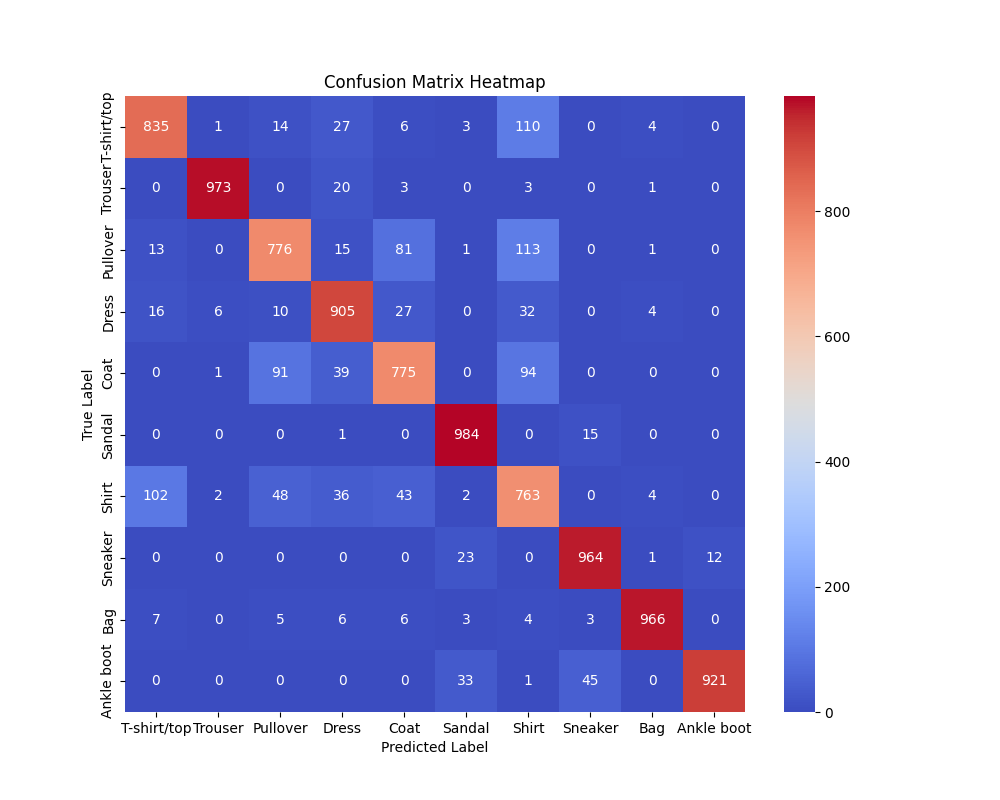 Confusion Matrix Heatmap
True Label
T-shirt/top 835 1 14 27 6 3 110 0 4 0
Trouser 0 973 0 20 3 0 3 0 1 0
Pullover 13 0 776 15 81 1 113 0 1 0
Dress 16 6 10 905 27 0 32 0 4 0
Coat 0 1 91 39 775 0 94 0 0 0
Sandal 0 0 0 1 0 984 0 15 0 0
Shirt 102 2 48 36 43 2 763 0 4 0
Sneaker 0 0 0 0 0 23 0 964 1 12
Bag 7 0 5 6 6 3 4 3 966 0
Ankle boot 0 0 0 0 0 33 1 45 0 921
T-shirt/top Trouser Pullover Dress Coat Sandal Shirt Sneaker Bag Ankle boot
Predicted Label
800
600
400
200
0